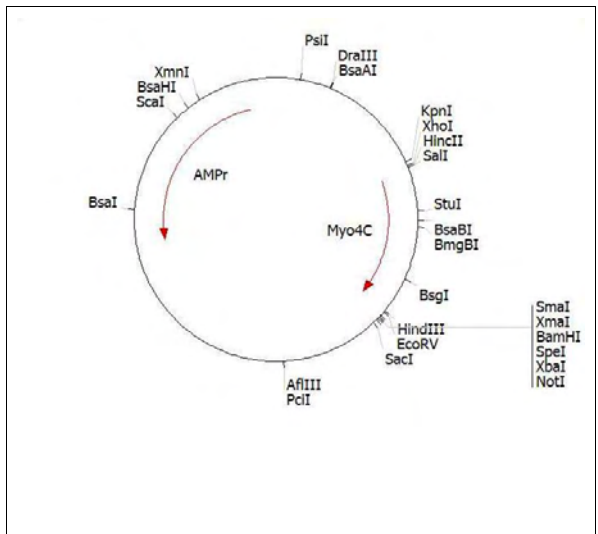 PsiI
DraIII
BsaAI
XmnI
BsaHI
ScaI
KpnI
XhoI
HincII
SalI
AMPr
BsaI
StuI
Myo4C
BsaBI
BmgBI
BsgI
SmaI
XmaI
BamHI
SpeI
XbaI
NotI
HindIII
EcoRV
SacI
AflIII
PciI